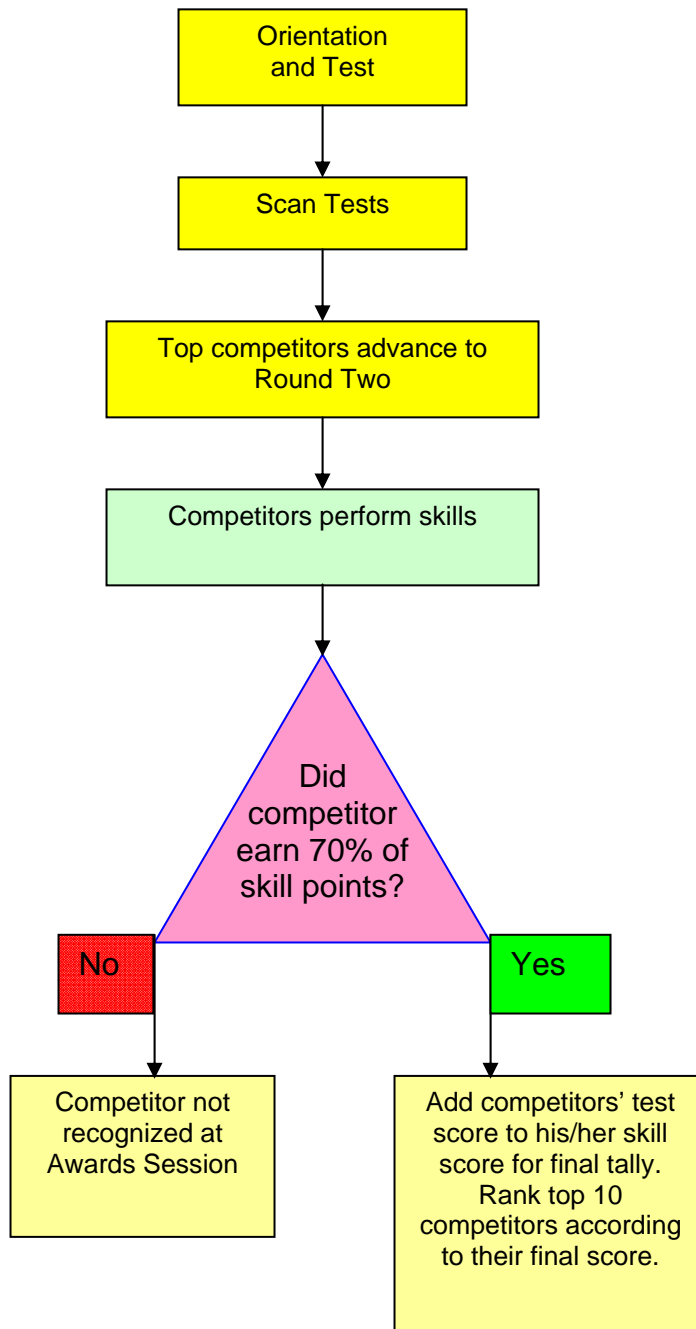 Orientation
and Test
Scan Tests
Top competitors advance to
Round Two
Competitors perform skills
Did
competitor
earn 70% of
skill points?
No
Yes
Competitor not
recognized at
Awards Session
Add competitors' test
score to his/her skill
score for final tally.
Rank top 10
competitors according
to their final score.